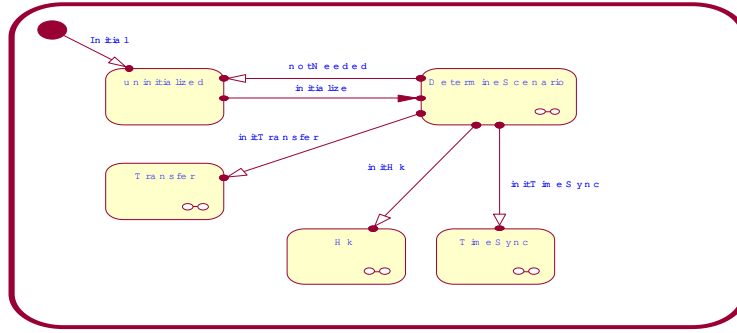 Initial
notNeeded
uninitialized
DetermineScenario
initialize
initTransfer
initHk
Transfer
initTimeSync
Hk
TimeSync